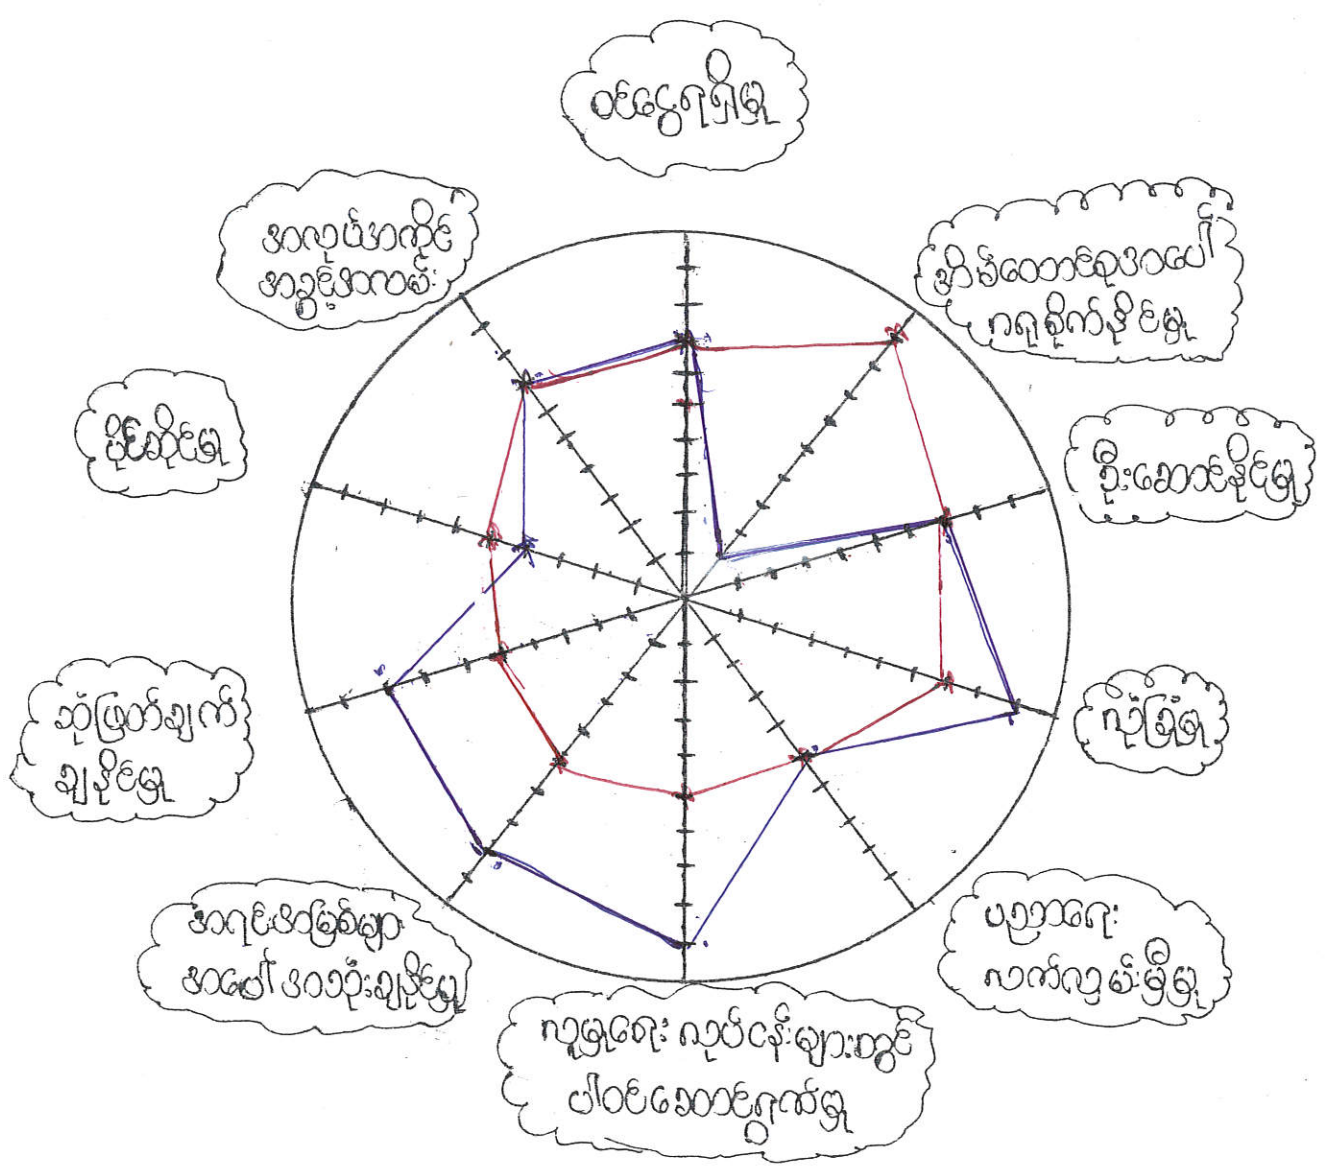 ဝင်ငွေရရှိမှု
အိမ်ထောင်စုအပေါ်
ဂရုစိုက်နိုင်မှု
ဦးဆောင်နိုင်မှု
လုံခြုံမှု
ပညာရေး
လက်လှမ်းမှီမှု
လူမှုရေး လုပ်ငန်းများတွင်
ပါဝင်ဆောင်ရွက်မှု
အရင်းအမြစ်များ
အပေါ် အသုံးချနိုင်မှု
ဆုံဖြတ်ချက်
ချနိုင်မှု
ပိုင်ဆိုင်မှု
အလုပ်အကိုင်
အခွင့်အလမ်း